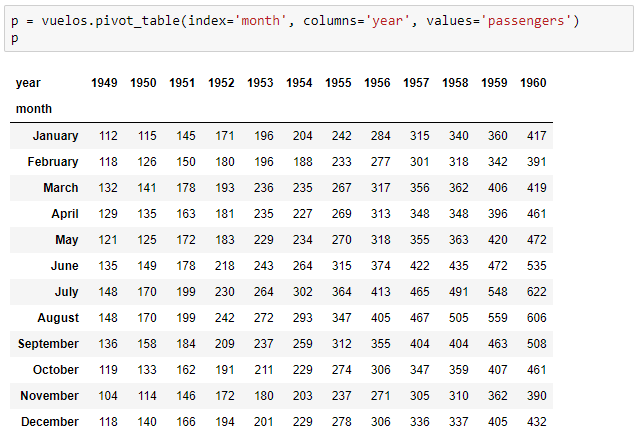 p = vuelos.pivot_table(index='month', columns='year', values='passengers')
p
year 1949 1950 1951 1952 1953 1954 1955 1956 1957 1958 1959 1960
month
January 112 115 145 171 196 204 242 284 315 340 360 417
February 118 126 150 180 196 188 233 277 301 318 342 391
March 132 141 178 193 236 235 267 317 356 362 406 419
April 129 135 163 181 235 227 269 313 348 348 396 461
May 121 125 172 183 229 234 270 318 355 363 420 472
June 135 149 178 218 243 264 315 374 422 435 472 535
July 148 170 199 230 264 302 364 413 465 491 548 622
August 148 170 199 242 272 293 347 405 467 505 559 606
September 136 158 184 209 237 259 312 355 404 404 463 508
October 119 133 162 191 211 229 274 306 347 359 407 461
November 104 114 146 172 180 203 237 271 305 310 362 390
December 118 140 166 194 201 229 278 306 336 337 405 432